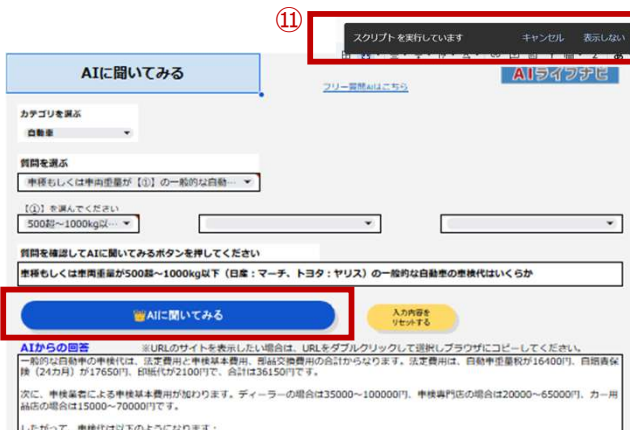 ⑪
スクリプトを実行しています キャンセル 表示しない
AIに聞いてみる
フリー質問AIはこちら
AIライフナビ
カテゴリを選ぶ
自動車
質問を選ぶ
車種もしくは車両重量が【①】の一般的な自動…
【①】を選んでください
500超～1000kg以…
質問を確認してAIに聞いてみるボタンを押してください
車種もしくは車両重量が500超～1000kg以下（日産：マーチ、トヨタ：ヤリス）の一般的な自動車の車検代はいくらか
👑AIに聞いてみる
入力内容を
リセットする
AIからの回答 ※URLのサイトを表示したい場合は、URLをダブルクリックして選択しブラウザにコピーしてください。
一般的な自動車の車検代は、法定費用と車検基本費用、部品交換費用の合計からなります。法定費用は、自動車重量税が16400円、自賠責保
険（24カ月）が17650円、印紙代が2100円で、合計は36150円です。
次に、車検業者による車検基本費用が加わります。ディーラーの場合は35000～100000円、車検専門店の場合は20000～65000円、カー用
品店の場合は15000～70000円です。
したがって、車検代は以下のようになります：